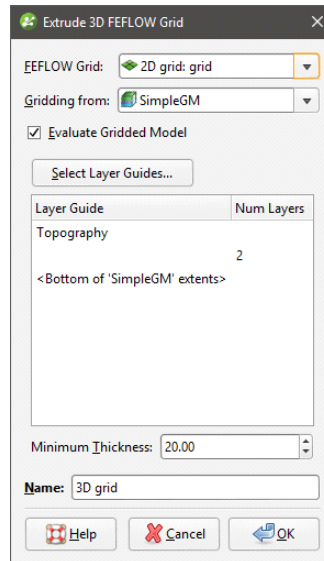 Extrude 3D FEFLOW Grid
FEFLOW Grid: 2D grid: grid
Gridding from: SimpleGM
Evaluate Gridded Model
Select Layer Guides...
Layer Guide Num Layers
Topography
2
<Bottom of 'SimpleGM' extents>
Minimum Thickness: 20.00
Name: 3D grid
Help Cancel OK